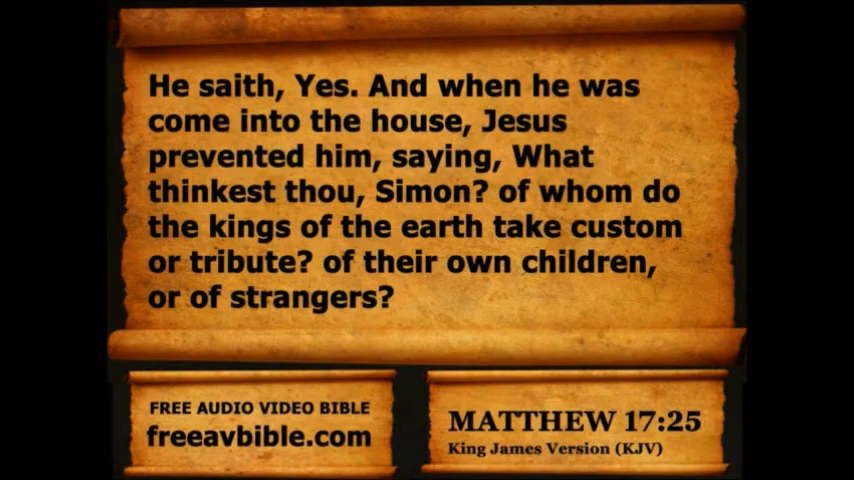 He saith, Yes. And when he was
come into the house, Jesus
prevented him, saying, What
thinkest thou, Simon? of whom do
the kings of the earth take custom
or tribute? of their own children,
or of strangers?
FREE AUDIO VIDEO BIBLE
freeavbible.com
MATTHEW 17:25
King James Version (KJV)